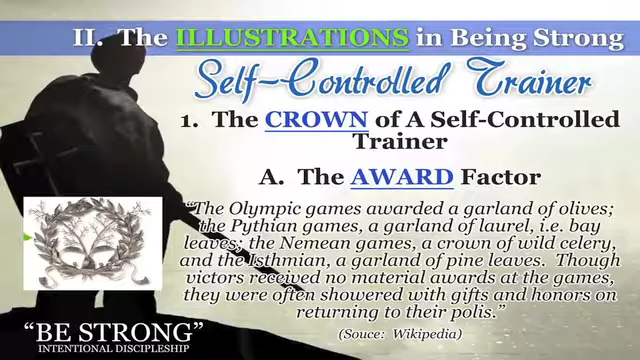 II. The ILLUSTRATIONS in Being Strong
Self-Controlled Trainer
1. The CROWN of A Self-Controlled
Trainer
A. The AWARD Factor
“The Olympic games awarded a garland of olives;
the Pythian games, a garland of laurel, i.e. bay
leaves; the Nemean games, a crown of wild celery,
and the Isthmian, a garland of pine leaves. Though
victors received no material awards at the games,
they were often showered with gifts and honors on
returning to their polis.”
(Souce: Wikipedia)
“BE STRONG”
INTENTIONAL DISCIPLESHIP